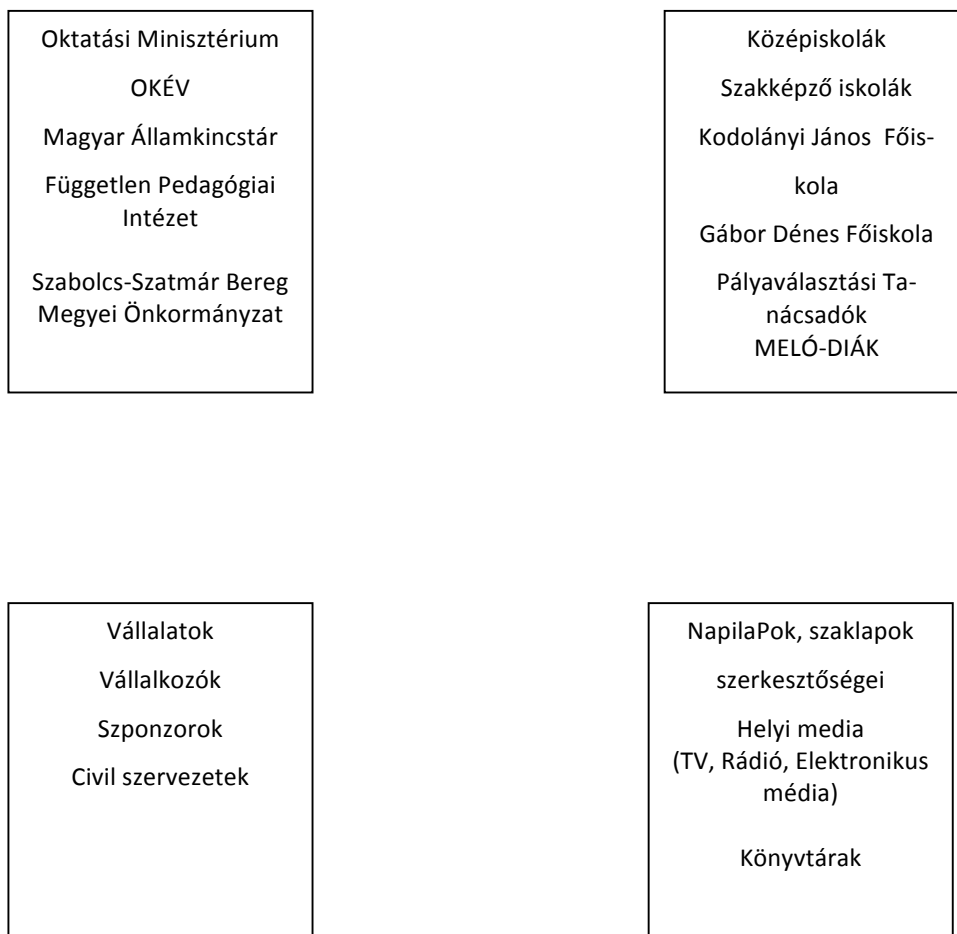 Oktatási Minisztérium
OKÉV
Magyar Államkincstár
Független Pedagógiai
Intézet
Szabolcs-Szatmár Bereg
Megyei Önkormányzat
Középiskolák
Szakképző iskolák
Kodolányi János  Főis-
kola
Gábor Dénes Főiskola
Pályaválasztási Ta-
nácsadók
MELÓ-DIÁK
Vállalatok
Vállalkozók
Szponzorok
Civil szervezetek
NapilaPok, szaklapok
szerkesztőségei
Helyi media
(TV, Rádió, Elektronikus
média)
Könyvtárak